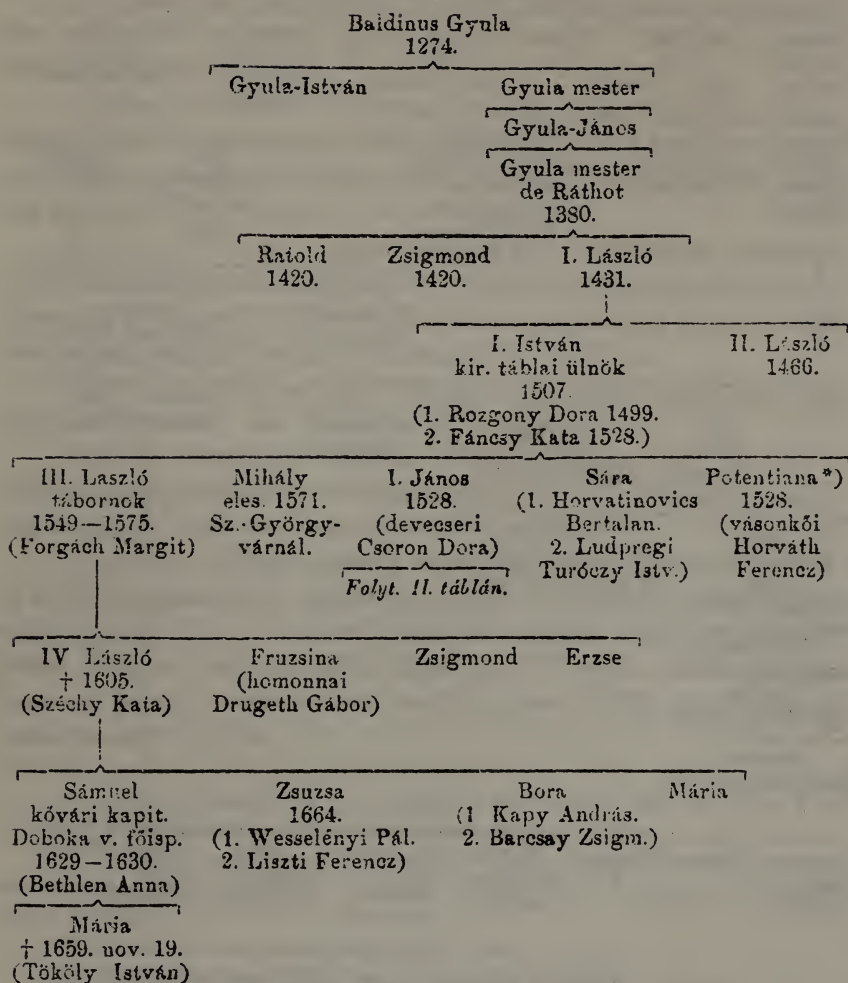 Baidinus Gyula
1274.
Gyula-István Gyula mester
Gyula-János
Gyula mester
de Ráthot
1380.
Ratold Zsigmond I. László
1420. 1420. 1431.
I. István II. László
kir. táblai ülnök 1466.
1507.
(1. Rozgony Dora 1499.
2. Fáncsy Kata 1528.)
III. Laszló Mihály I. János Sára Potentiana*)
tábornok eles. 1571. 1528. (1. Horvatinovics 1528.
1549—1575. Sz.-György- (devecseri Bertalan. (vásonkői
(Forgách Margit) várnál. Csoron Dora) 2. Ludpregi Horváth
Folyt. II. táblán. Turóczy Istv.) Ferencz)
IV László Fruzsina Zsigmond Erzse
† 1605. (homonnai
(Széchy Kata) Drugeth Gábor)
Sámuel Zsuzsa Bora Mária
kővári kapit. 1664. (1 Kapy András.
Doboka v. főisp. (1. Wesselényi Pál. 2. Barcsay Zsigm.)
1629—1630. 2. Liszti Ferencz)
(Bethlen Anna)
Mária
† 1659. nov. 19.
(Tököly István)